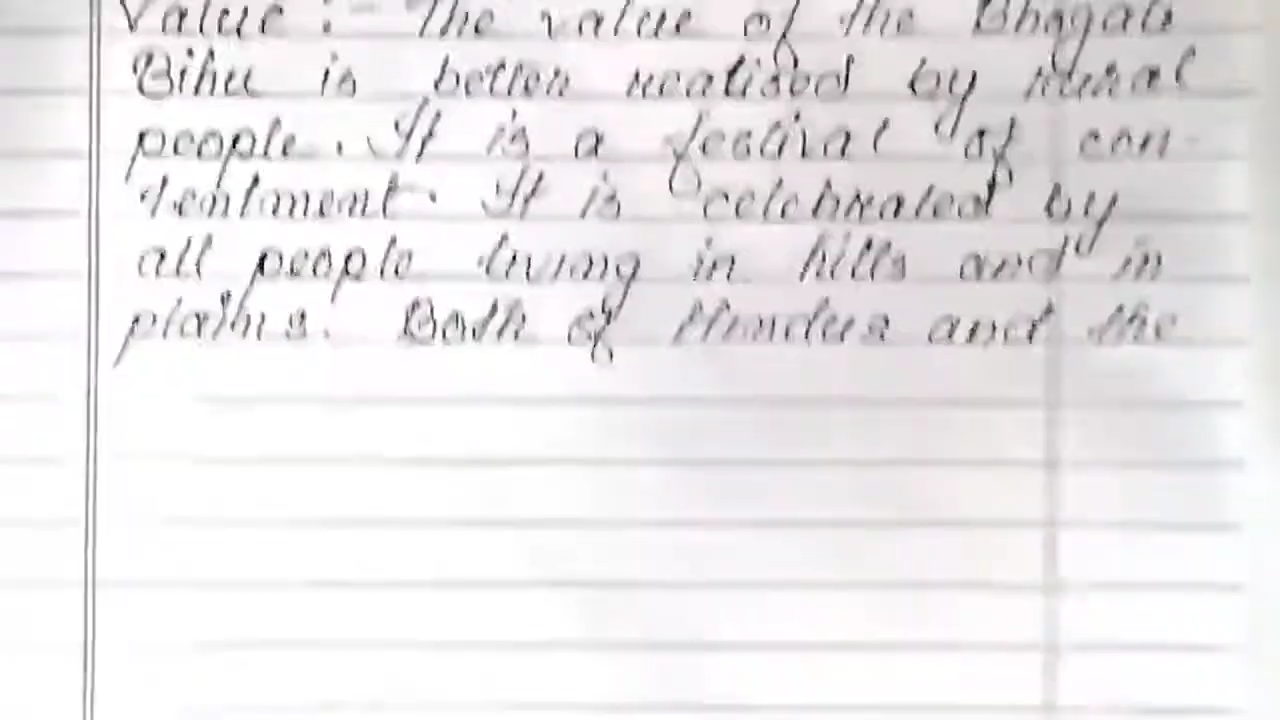 Value :- The value of the Bhogali
Bihu is better realised by rural
people. It is a festival of con-
tentment. It is celebrated by
all people living in hills and in
plains. Both of Hindus and the